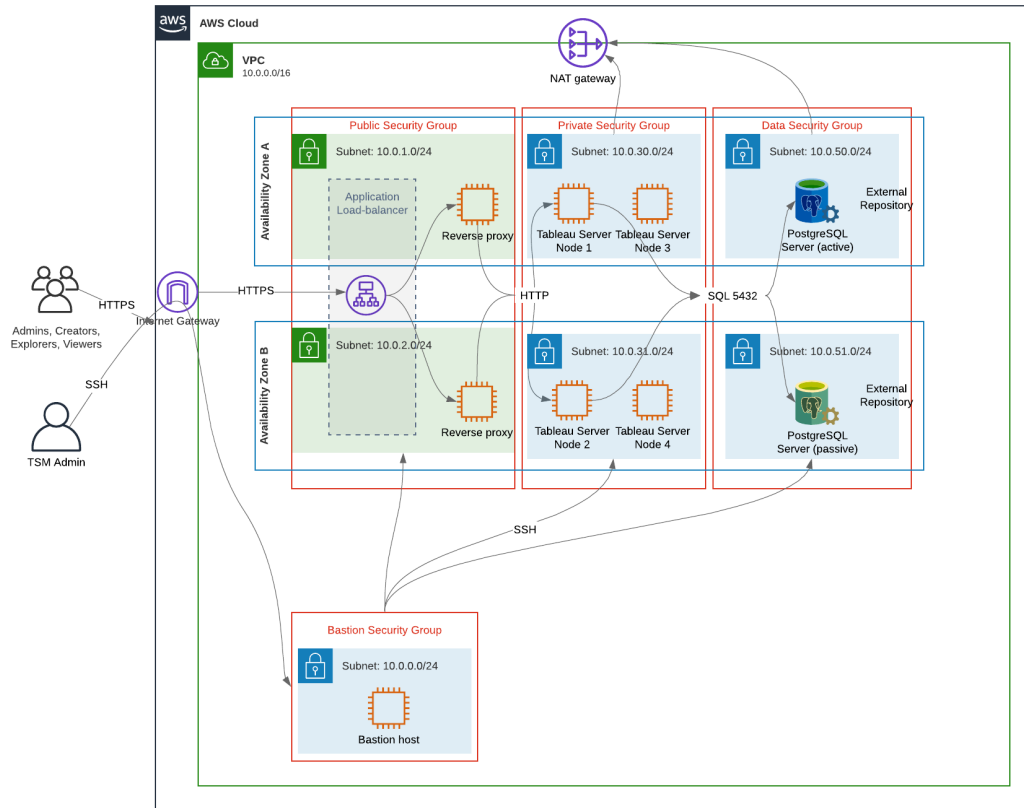 aws
AWS Cloud
VPC
10.0.0.0/16
NAT gateway
Availability Zone A
Public Security Group
Subnet: 10.0.1.0/24
Application
Load-balancer
Reverse proxy
Private Security Group
Subnet: 10.0.30.0/24
Tableau Server
Node 1
Tableau Server
Node 3
Data Security Group
Subnet: 10.0.50.0/24
External
Repository
PostgreSQL
Server (active)
HTTPS
Admins, Creators,
Explorers, Viewers
Internet Gateway
HTTPS
HTTP
SQL 5432
SSH
TSM Admin
Availability Zone B
Subnet: 10.0.2.0/24
Reverse proxy
Subnet: 10.0.31.0/24
Tableau Server
Node 2
Tableau Server
Node 4
Subnet: 10.0.51.0/24
External
Repository
PostgreSQL
Server (passive)
SSH
Bastion Security Group
Subnet: 10.0.0.0/24
Bastion host